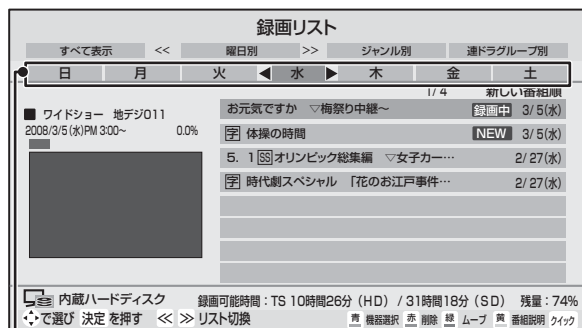 録画リスト
すべて表示 << 曜日別 >> ジャンル別 連ドラグループ別
日 月 火 ◀ 水 ▶ 木 金 土
1/4 新しい番組順
■ ワイドショー 地デジ011
2008/3/5(水)PM 3:00~ 0.0%
お元気ですか ▽梅祭り中継~ 録画中 3/5(水)
字 体操の時間 NEW 3/5(水)
5.1 SS オリンピック総集編 ▽女子カー… 2/27(水)
字 時代劇スペシャル 「花のお江戸事件… 2/27(水)
内蔵ハードディスク 録画可能時間:TS 10時間26分(HD)/31時間18分(SD) 残量:74%
で選び 決定 を押す ≪ ≫ リスト切換 青 機器選択 赤 削除 緑 ムーブ 黄 番組説明 クイック